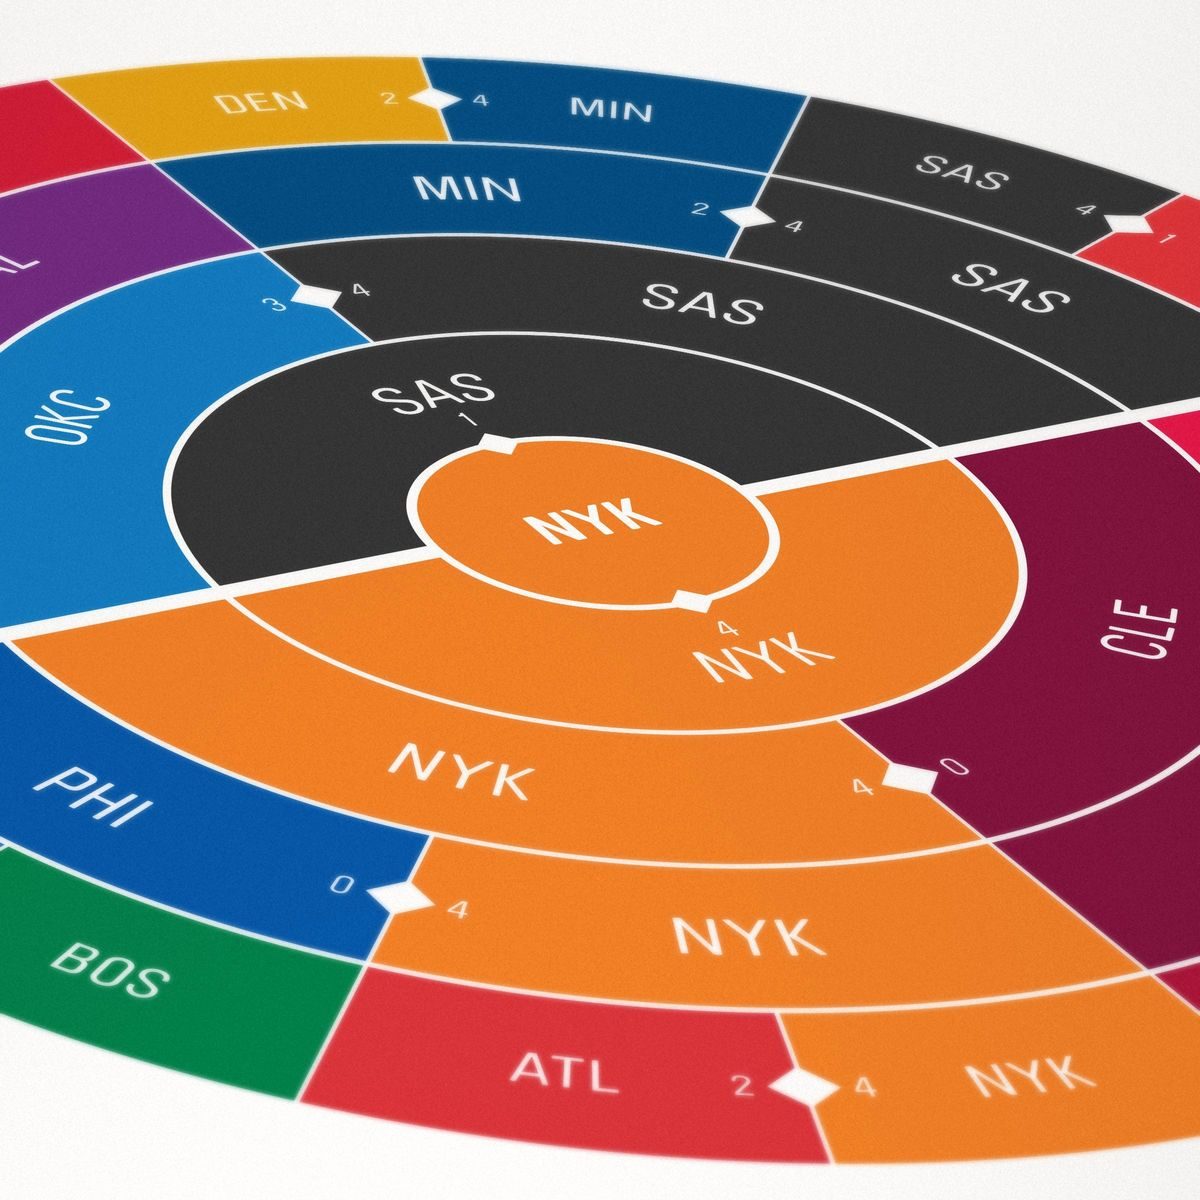 DEN 2 4 MIN
SAS 4 1
MIN 2 4 SAS
3 4 SAS
OKC
SAS
1
NYK
4
NYK
CLE
NYK 4 0
PHI 0 4 NYK
BOS
ATL 2 4 NYK